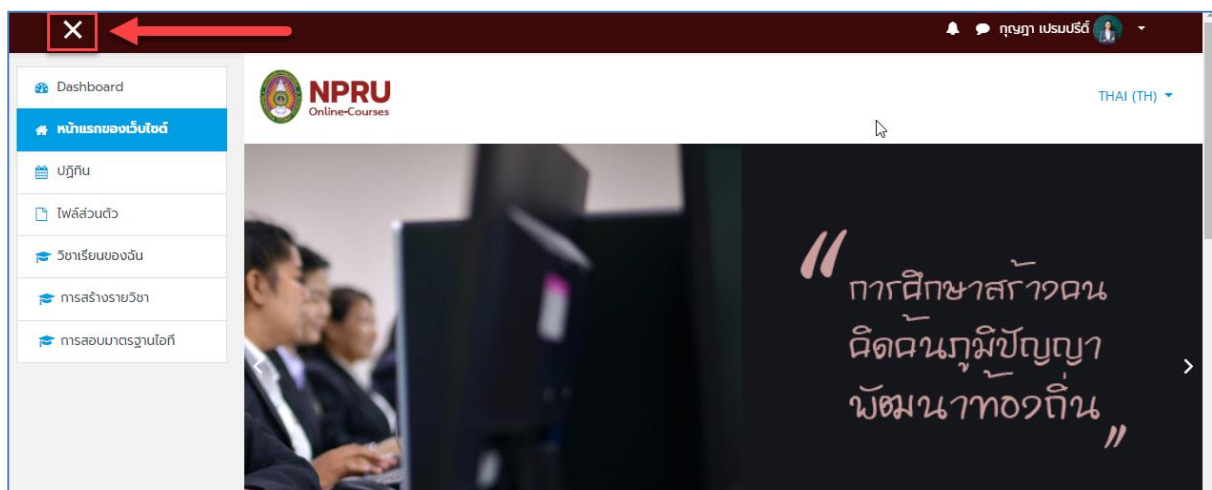 กุญฎา เปรมปรีดิ์
Dashboard
หน้าแรกของเว็บไซต์
ปฏิทิน
ไฟล์ส่วนตัว
วิชาเรียนของฉัน
การสร้างรายวิชา
การสอบมาตรฐานไอที
NPRU
Online-Courses
THAI (TH)
“การศึกษาสร้างคน
คิดค้นภูมิปัญญา
พัฒนาท้องถิ่น”